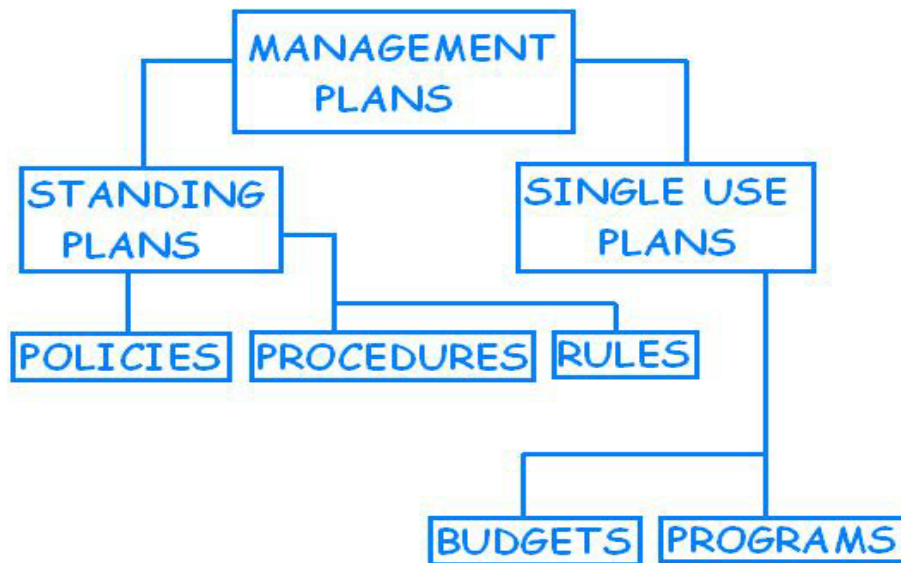 MANAGEMENT
PLANS
STANDING
PLANS
SINGLE USE
PLANS
POLICIES
PROCEDURES
RULES
BUDGETS
PROGRAMS